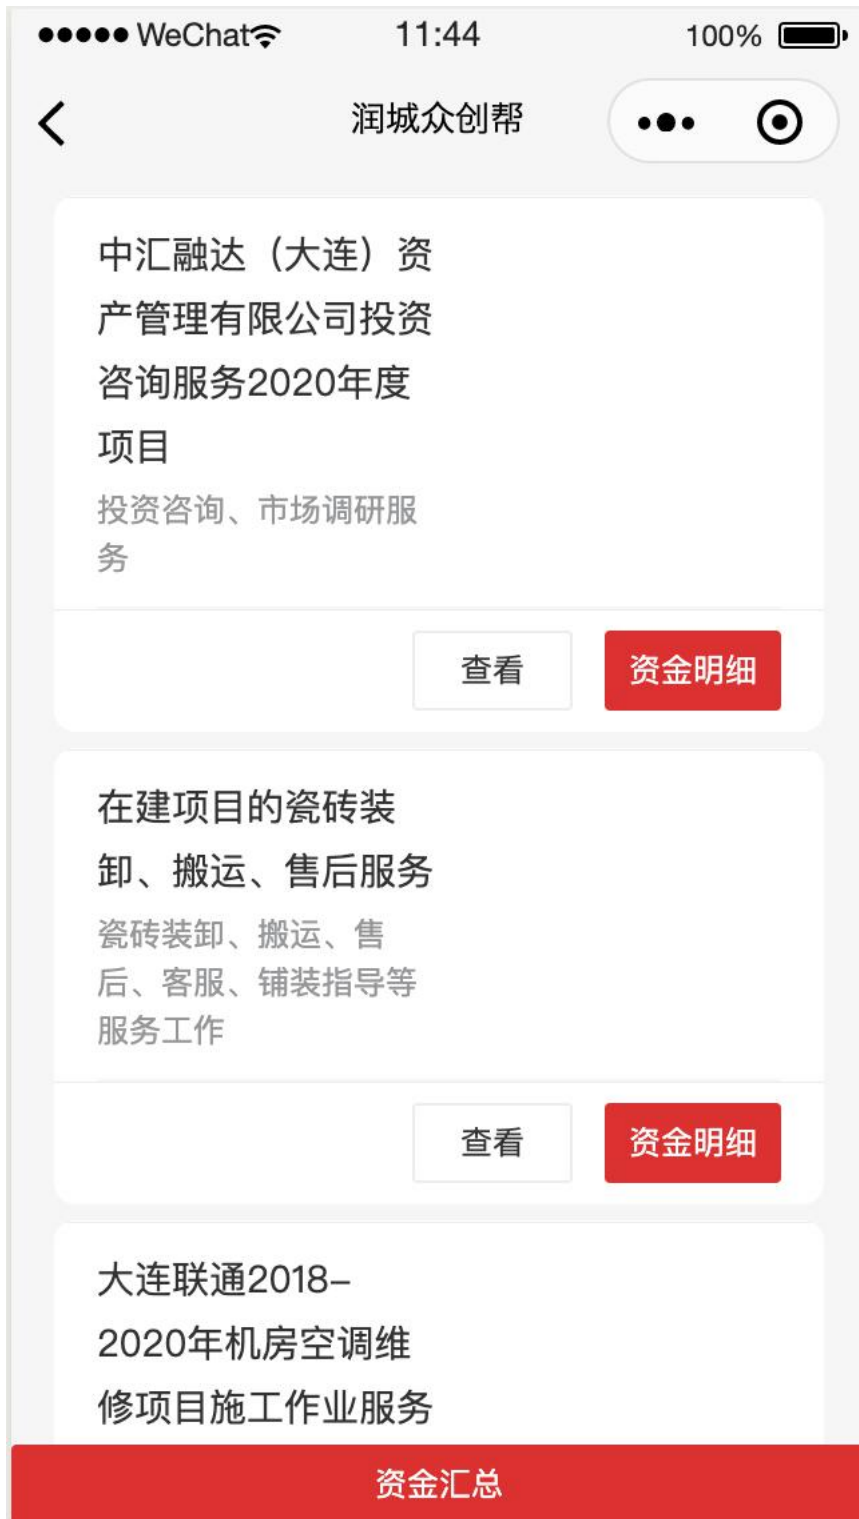 ●●●●● WeChat 11:44 100%
润城众创帮
中汇融达（大连）资
产管理有限公司投资
咨询服务2020年度
项目
投资咨询、市场调研服
务
查看 资金明细
在建项目的瓷砖装
卸、搬运、售后服务
瓷砖装卸、搬运、售
后、客服、铺装指导等
服务工作
查看 资金明细
大连联通2018–
2020年机房空调维
修项目施工作业服务
资金汇总